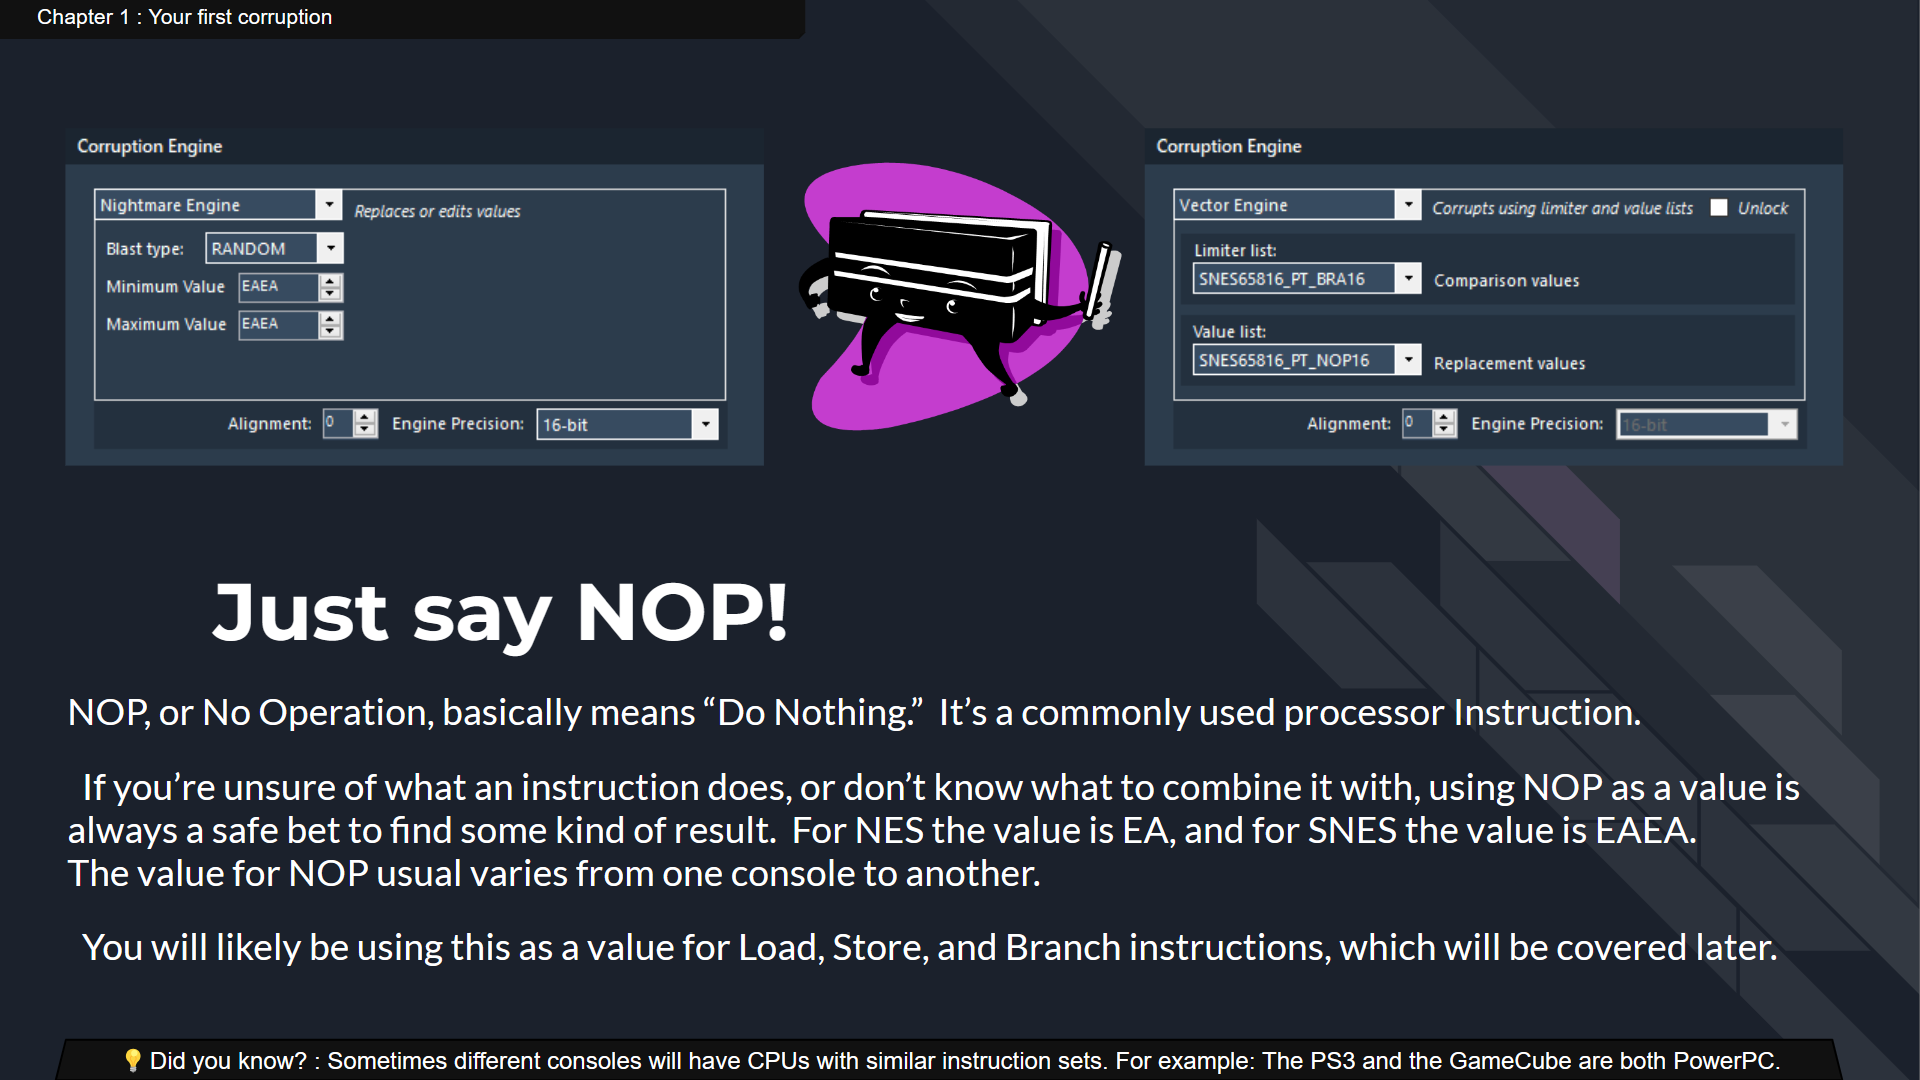 Chapter 1 : Your first corruption
Corruption Engine
Nightmare Engine
Replaces or edits values
Blast type:
RANDOM
Minimum Value
EAEA
Maximum Value
EAEA
Alignment:
0
Engine Precision:
16-bit
Corruption Engine
Vector Engine
Corrupts using limiter and value lists
Unlock
Limiter list:
SNES65816_PT_BRA16
Comparison values
Value list:
SNES65816_PT_NOP16
Replacement values
Alignment:
0
Engine Precision:
16-bit
Just say NOP!
NOP, or No Operation, basically means “Do Nothing.”  It’s a commonly used processor Instruction.
If you’re unsure of what an instruction does, or don’t know what to combine it with, using NOP as a value is
always a safe bet to find some kind of result.  For NES the value is EA, and for SNES the value is EAEA.
The value for NOP usual varies from one console to another.
You will likely be using this as a value for Load, Store, and Branch instructions, which will be covered later.
💡 Did you know? : Sometimes different consoles will have CPUs with similar instruction sets. For example: The PS3 and the GameCube are both PowerPC.